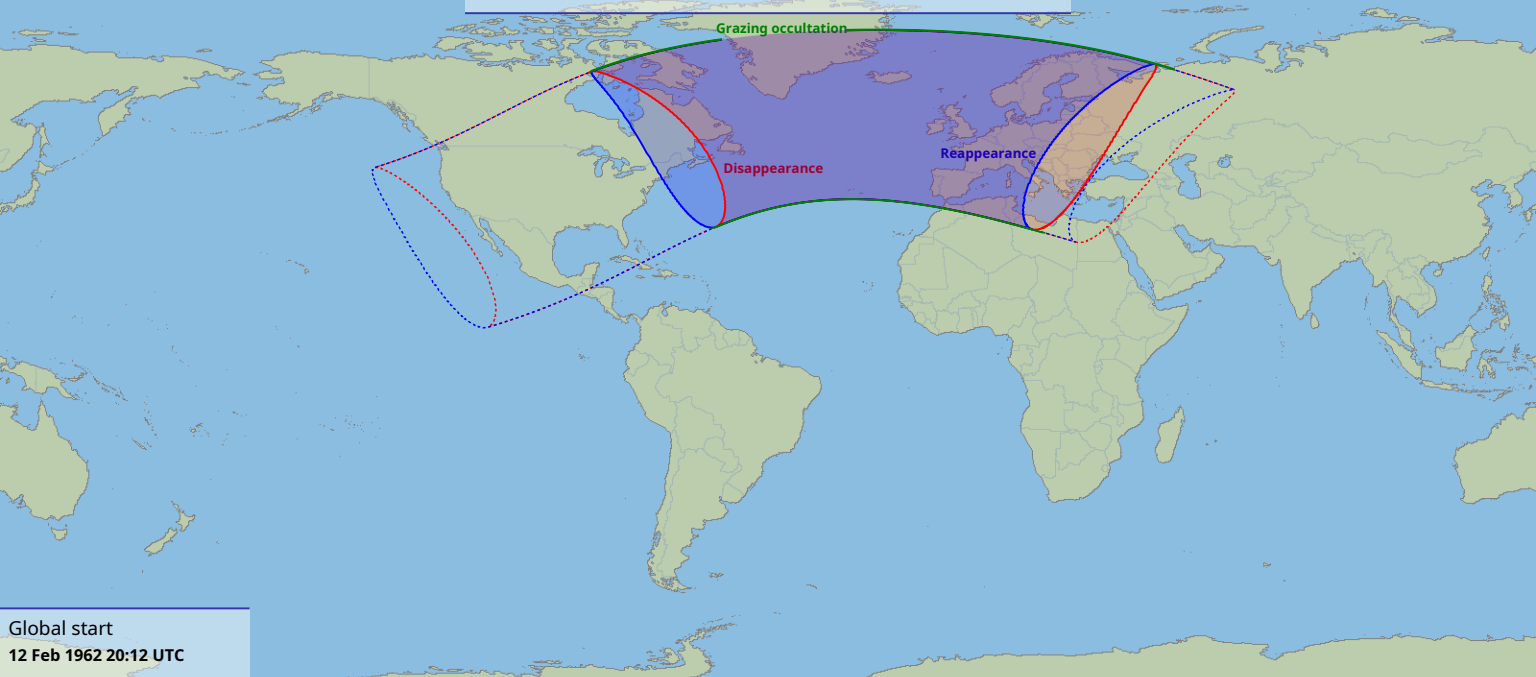 Grazing occultation
Reappearance
Disappearance
Global start
12 Feb 1962 20:12 UTC